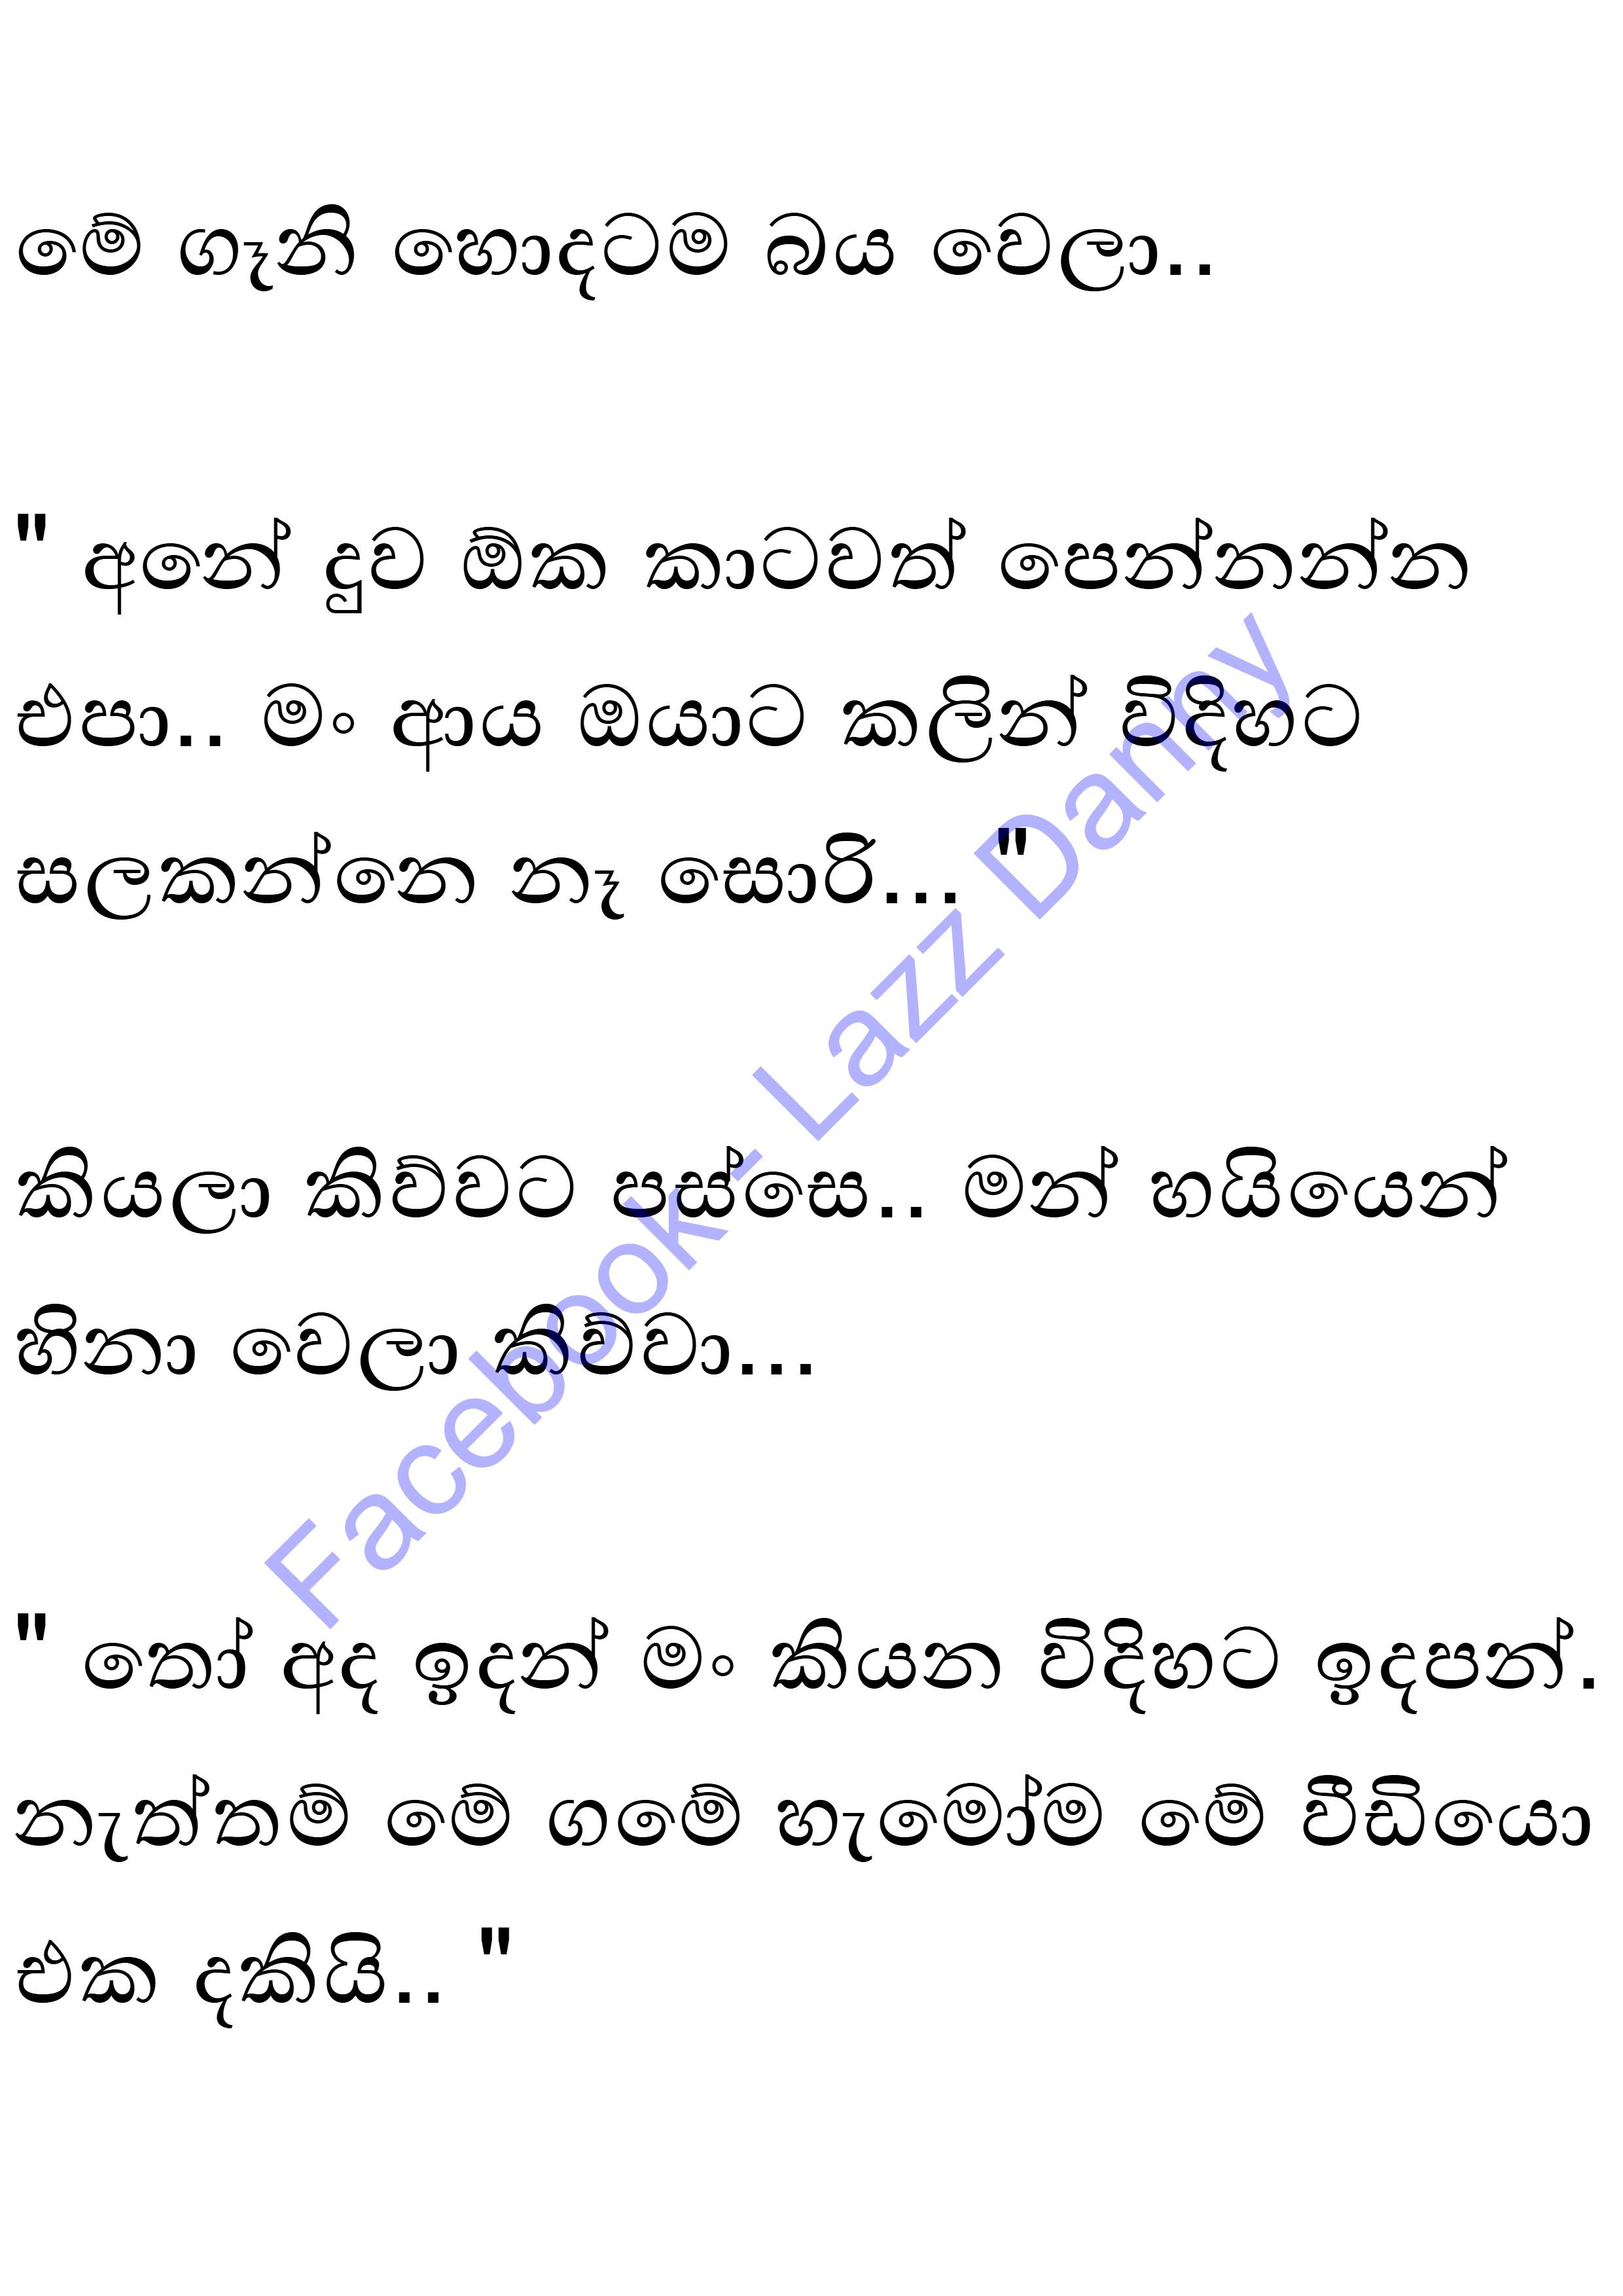 මේ ගෑනි හොදටම බය වෙලා..
" අනේ දුව ඕක කාටවත් පෙන්නන්න
එපා.. මං ආය ඔයාට කලින් විදිහට
සලකන්නෙ නෑ සොරි... "
කියලා කිව්වට පස්සෙ.. මන් හයියෙන්
හිනා වෙලා කිව්වා...
" තෝ අද ඉදන් මං කියන විදිහට ඉදපන්.
නැත්තම් මේ ගමේ හැමෝම මේ වීඩියො
එක දකියි.. "
Facebook - Lazz Danny